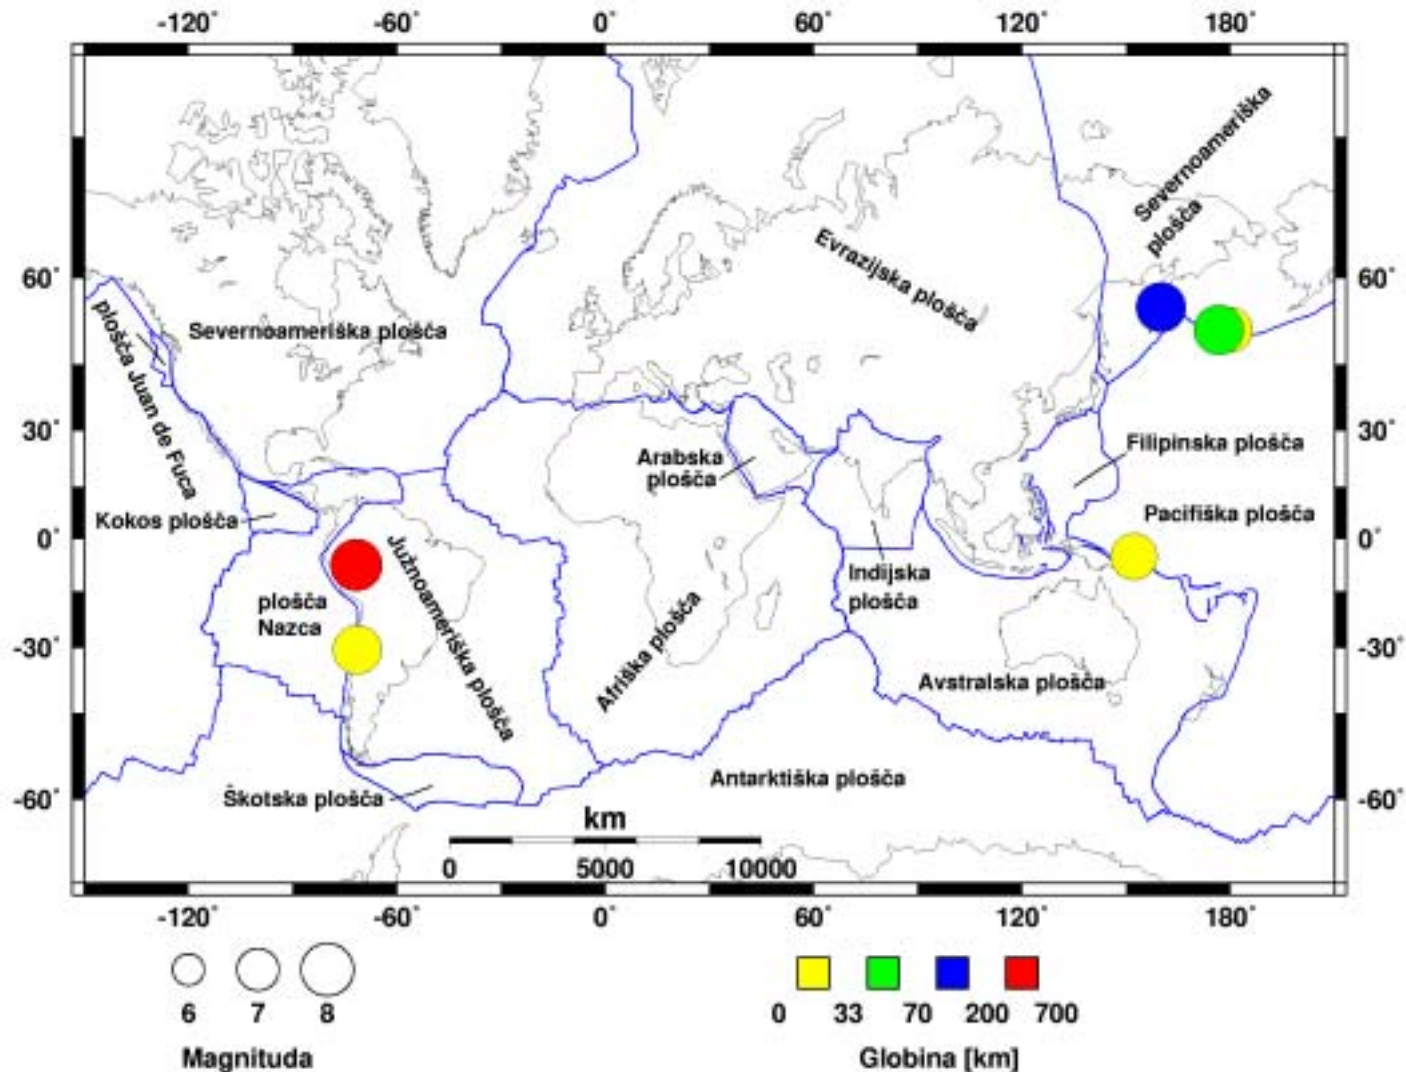 -120° -60° 0° 60° 120° 180°
Severnoameriška
plošča
Evrazijska plošča
60° 60°
plošča Juan de Fuca
Severnoameriška plošča
30° 30°
Filipinska plošča
Arabska
plošča
Pacifiška plošča
Kokos plošča
0° 0°
Južnoameriška plošča
Indijska
plošča
plošča
Nazca
Afriška plošča
-30° -30°
Avstralska plošča
Antarktiška plošča
Škotska plošča
-60° -60°
km
0 5000 10000
-120° -60° 0° 60° 120° 180°
6 7 8
0 33 70 200 700
Magnituda
Globina [km]